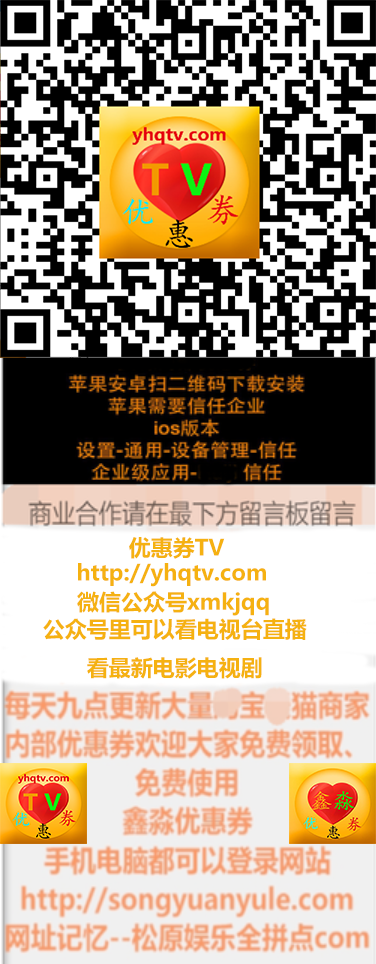 yhqtv.com
TV
优惠券
苹果安卓扫二维码下载安装
苹果需要信任企业
ios版本
设置-通用-设备管理-信任
企业级应用- 信任
商业合作请在最下方留言板留言
优惠券TV
http://yhqtv.com
微信公众号xmkjqq
公众号里可以看电视台直播
看最新电影电视剧
每天九点更新大量 宝 猫商家
内部优惠券欢迎大家免费领取、
免费使用
yhqtv.com
TV
优惠券
鑫淼
优惠券
鑫淼优惠券
手机电脑都可以登录网站
http://songyuanyule.com
网址记忆--松原娱乐全拼点com